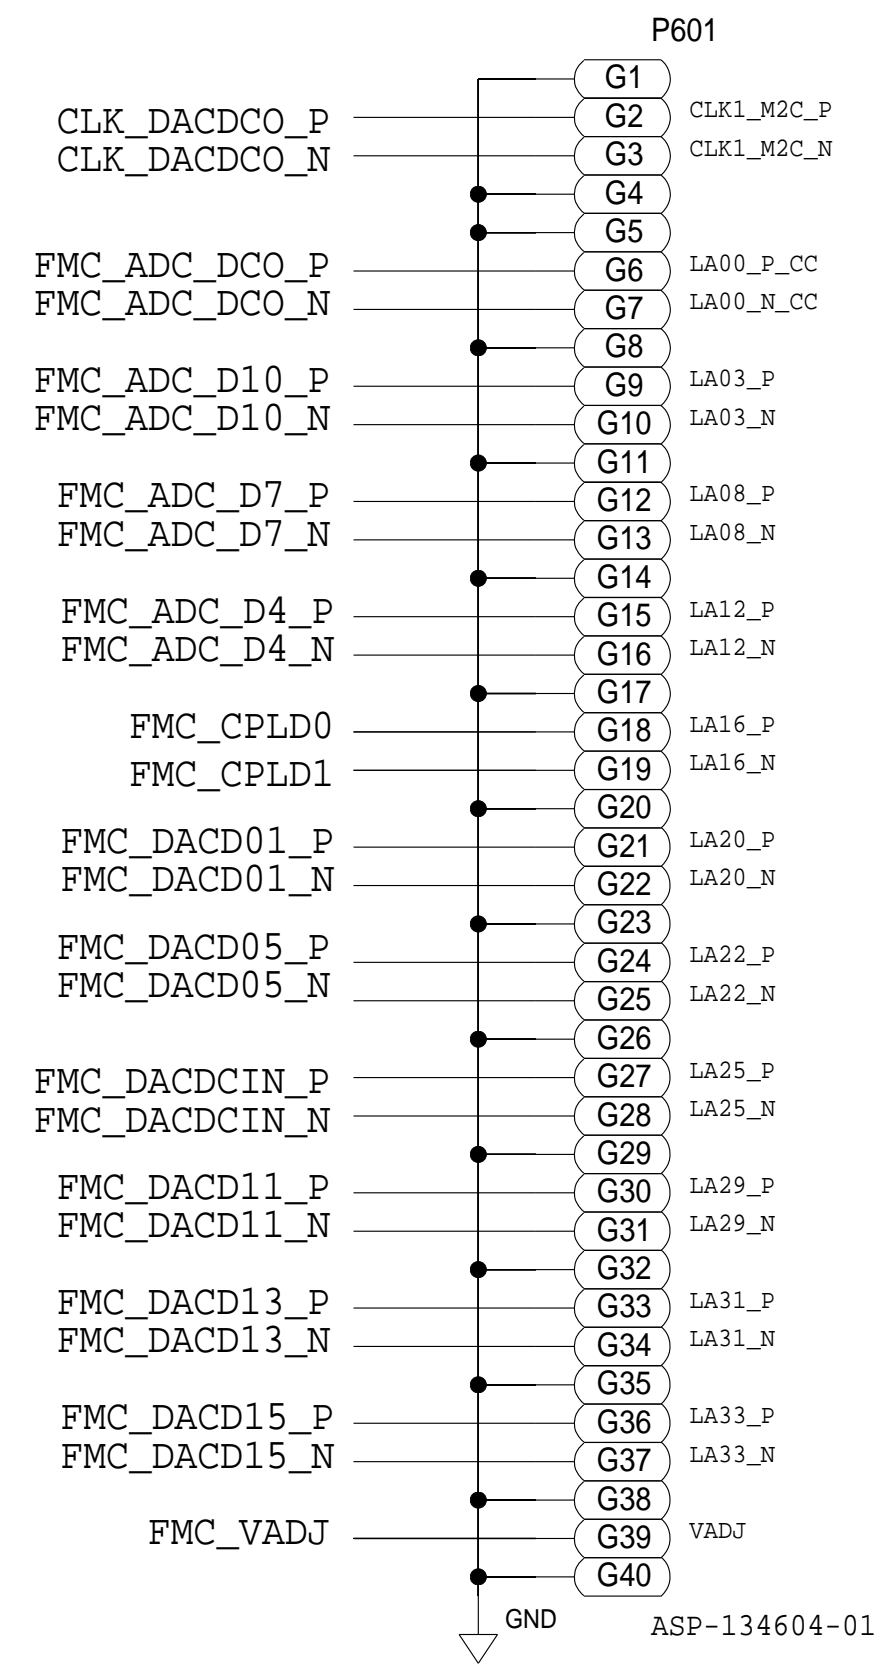 P601
G1
CLK_DACDCO_P G2 CLK1_M2C_P
CLK_DACDCO_N G3 CLK1_M2C_N
G4
G5
FMC_ADC_DCO_P G6 LA00_P_CC
FMC_ADC_DCO_N G7 LA00_N_CC
G8
FMC_ADC_D10_P G9 LA03_P
FMC_ADC_D10_N G10 LA03_N
G11
FMC_ADC_D7_P G12 LA08_P
FMC_ADC_D7_N G13 LA08_N
G14
FMC_ADC_D4_P G15 LA12_P
FMC_ADC_D4_N G16 LA12_N
G17
FMC_CPLD0 G18 LA16_P
FMC_CPLD1 G19 LA16_N
G20
FMC_DACD01_P G21 LA20_P
FMC_DACD01_N G22 LA20_N
G23
FMC_DACD05_P G24 LA22_P
FMC_DACD05_N G25 LA22_N
G26
FMC_DACDCIN_P G27 LA25_P
FMC_DACDCIN_N G28 LA25_N
G29
FMC_DACD11_P G30 LA29_P
FMC_DACD11_N G31 LA29_N
G32
FMC_DACD13_P G33 LA31_P
FMC_DACD13_N G34 LA31_N
G35
FMC_DACD15_P G36 LA33_P
FMC_DACD15_N G37 LA33_N
G38
FMC_VADJ G39 VADJ
G40
GND ASP-134604-01